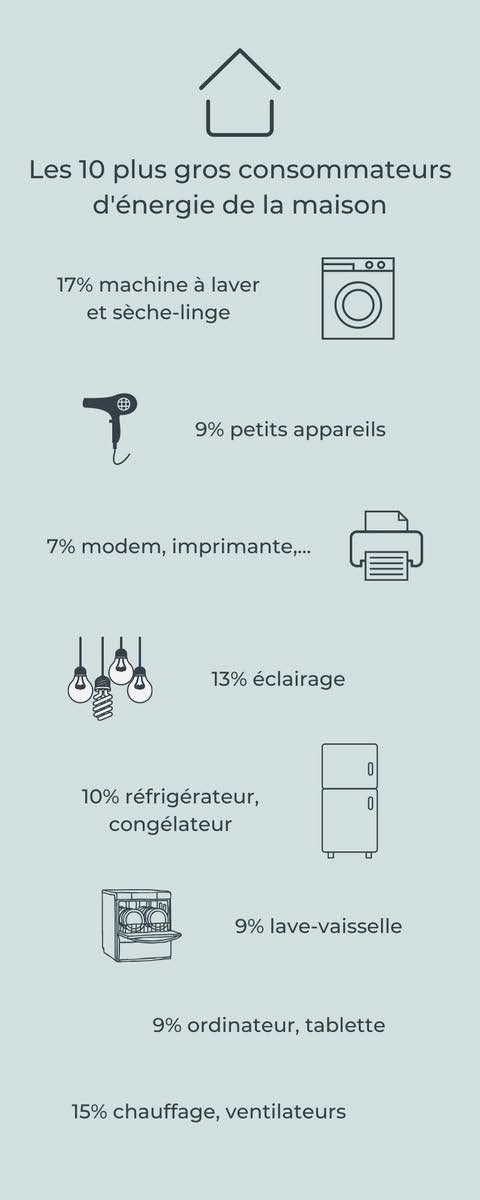 Les 10 plus gros consommateurs
d'énergie de la maison
17% machine à laver
et sèche-linge
9% petits appareils
7% modem, imprimante,...
13% éclairage
10% réfrigérateur,
congélateur
9% lave-vaisselle
9% ordinateur, tablette
15% chauffage, ventilateurs